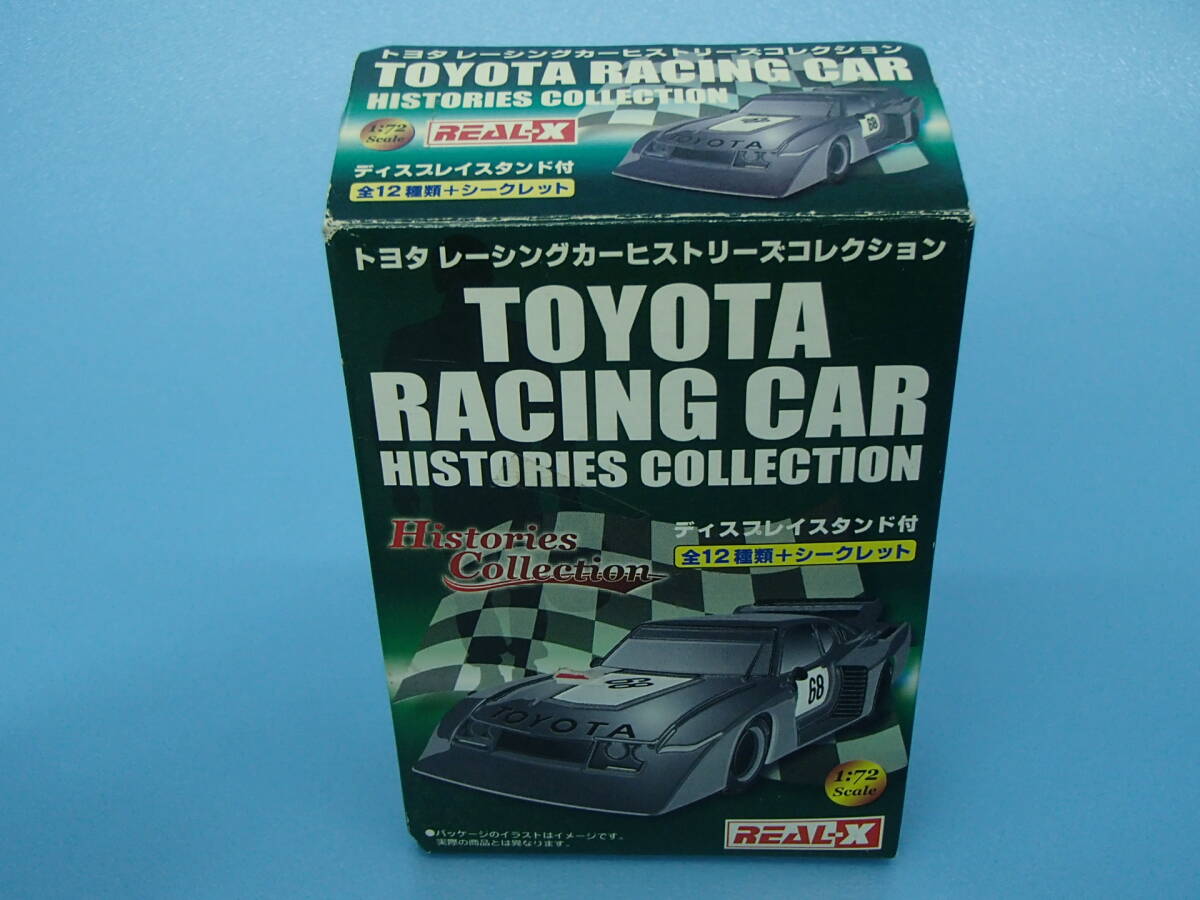 トヨタ レーシングカーヒストリーズコレクション
TOYOTA RACING CAR
HISTORIES COLLECTION
1:72
Scale
REAL-X
ディスプレイスタンド付
全12種類+シークレット
TOYOTA
68
68
トヨタ レーシングカーヒストリーズコレクション
TOYOTA
RACING CAR
HISTORIES COLLECTION
Histories
Collection
ディスプレイスタンド付
全12種類+シークレット
68
68
TOYOTA
1:72
Scale
●パッケージのイラストはイメージです。
実際の商品とは異なります。
REAL-X